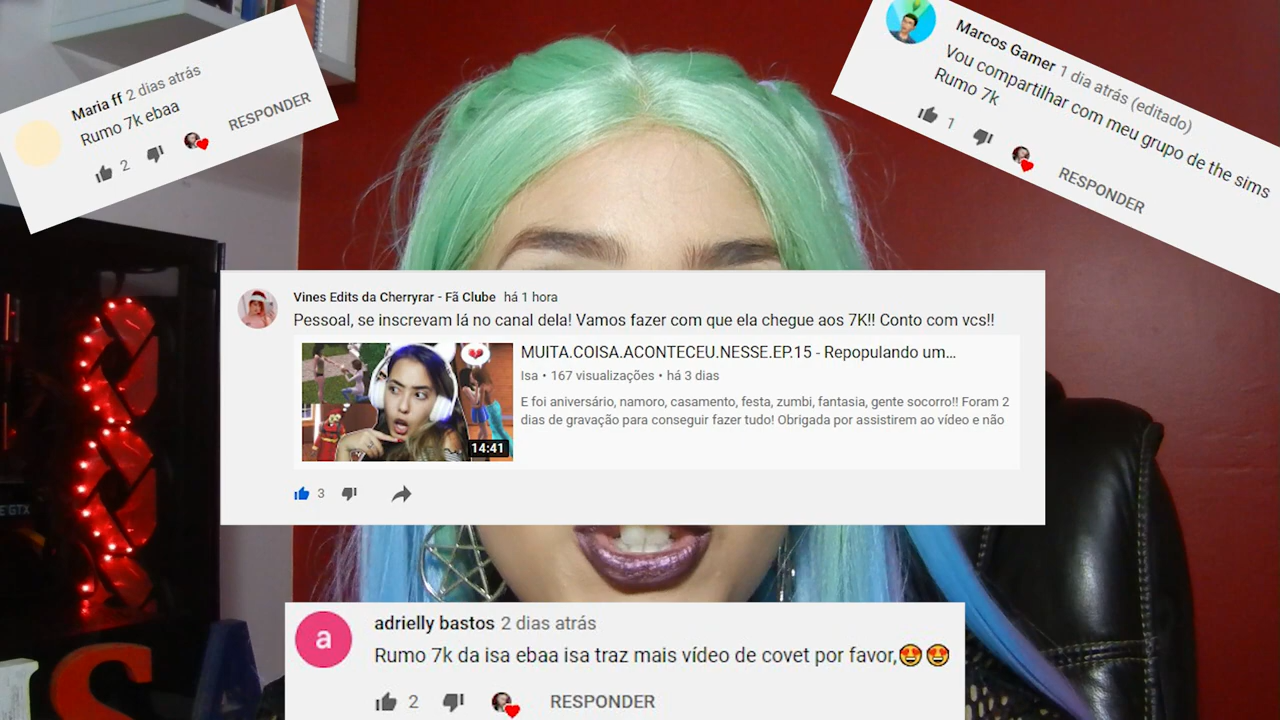 Maria ff 2 dias atrás
Rumo 7k ebaa
2
RESPONDER
Marcos Gamer 1 dia atrás (editado)
Vou compartilhar com meu grupo de the sims
Rumo 7k
1
RESPONDER
Vines Edits da Cherryrar - Fã Clube há 1 hora
Pessoal, se inscrevam lá no canal dela! Vamos fazer com que ela chegue aos 7K!! Conto com vcs!!
MUITA.COISA.ACONTECEU.NESSE.EP.15 - Repopulando um...
Isa • 167 visualizações • há 3 dias
E foi aniversário, namoro, casamento, festa, zumbi, fantasia, gente socorro!! Foram 2
dias de gravação para conseguir fazer tudo! Obrigada por assistirem ao vídeo e não
14:41
3
E GTX
S
a
adrielly bastos 2 dias atrás
Rumo 7k da isa ebaa isa traz mais vídeo de covet por favor,😍😍
2
RESPONDER